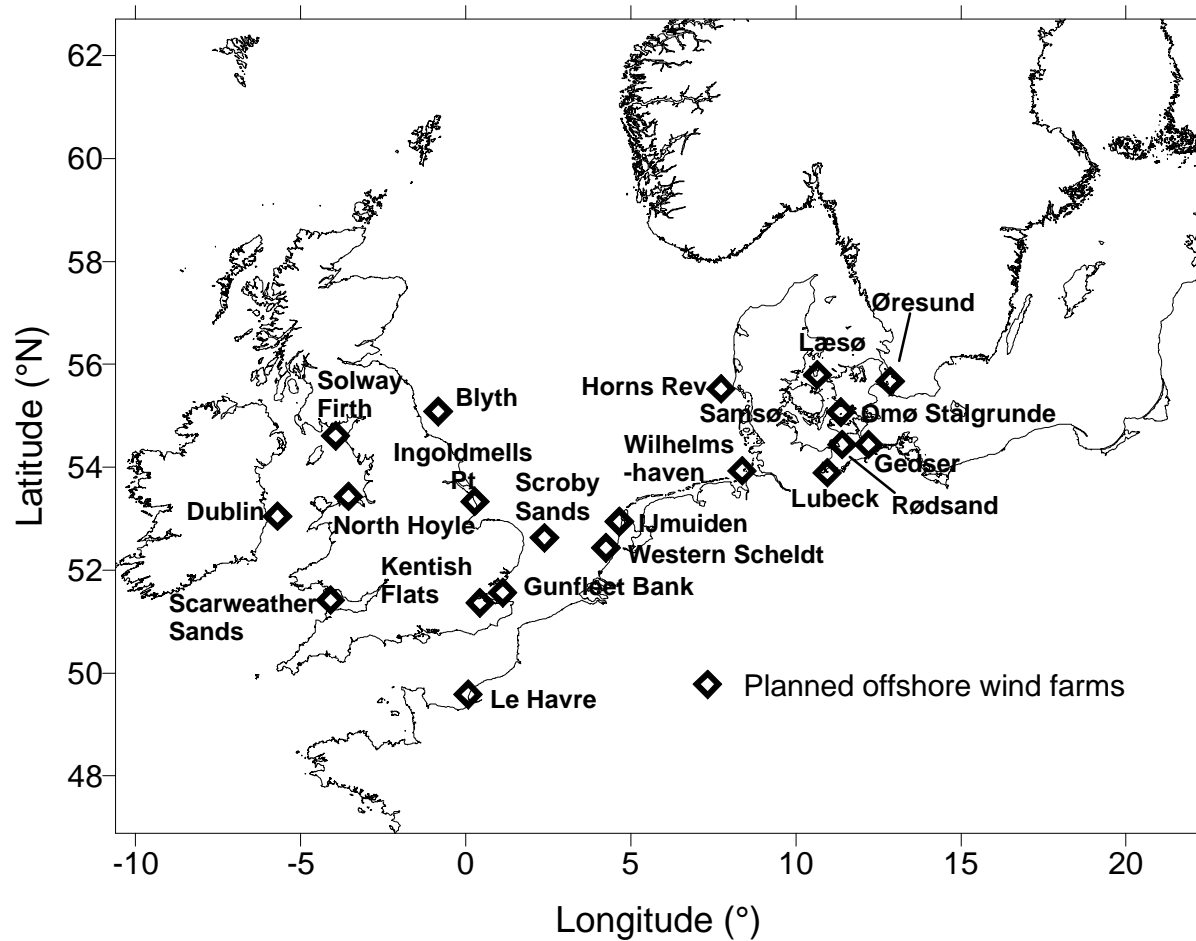 62
60
58
56
54
52
50
48
Latitude (°N)
Øresund
Læsø
Solway
Firth
Blyth
Horns Rev
Samsø
Omø Stalgrunde
Ingoldmells
Pt
Wilhelms
-haven
Gedser
Scroby
Sands
Lubeck
Rødsand
Dublin
North Hoyle
IJmuiden
Western Scheldt
Kentish
Flats
Gunfleet Bank
Scarweather
Sands
Le Havre
Planned offshore wind farms
-10
-5
0
5
10
15
20
Longitude (°)